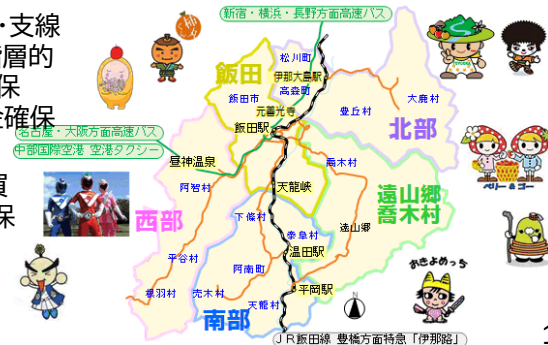 ・支線
階層的
保
確保
賀
保
新宿・横浜・長野方面高速バス
松川町
伊那大島駅
高森町
飯田
飯田市
元善光寺
飯田駅
豊丘村
大鹿村
北部
名古屋・大阪方面高速バス
中部国際空港 空港タクシー
昼神温泉
阿智村
喬木村
天龍峡
遠山郷
喬木村
西部
下條村
泰阜村
遠山郷
温田駅
平谷村
阿南町
根羽村
売木村
平岡駅
天龍村
南部
ベリー & ゴー
おきよめっち
N
JR飯田線 豊橋方面特急「伊那路」